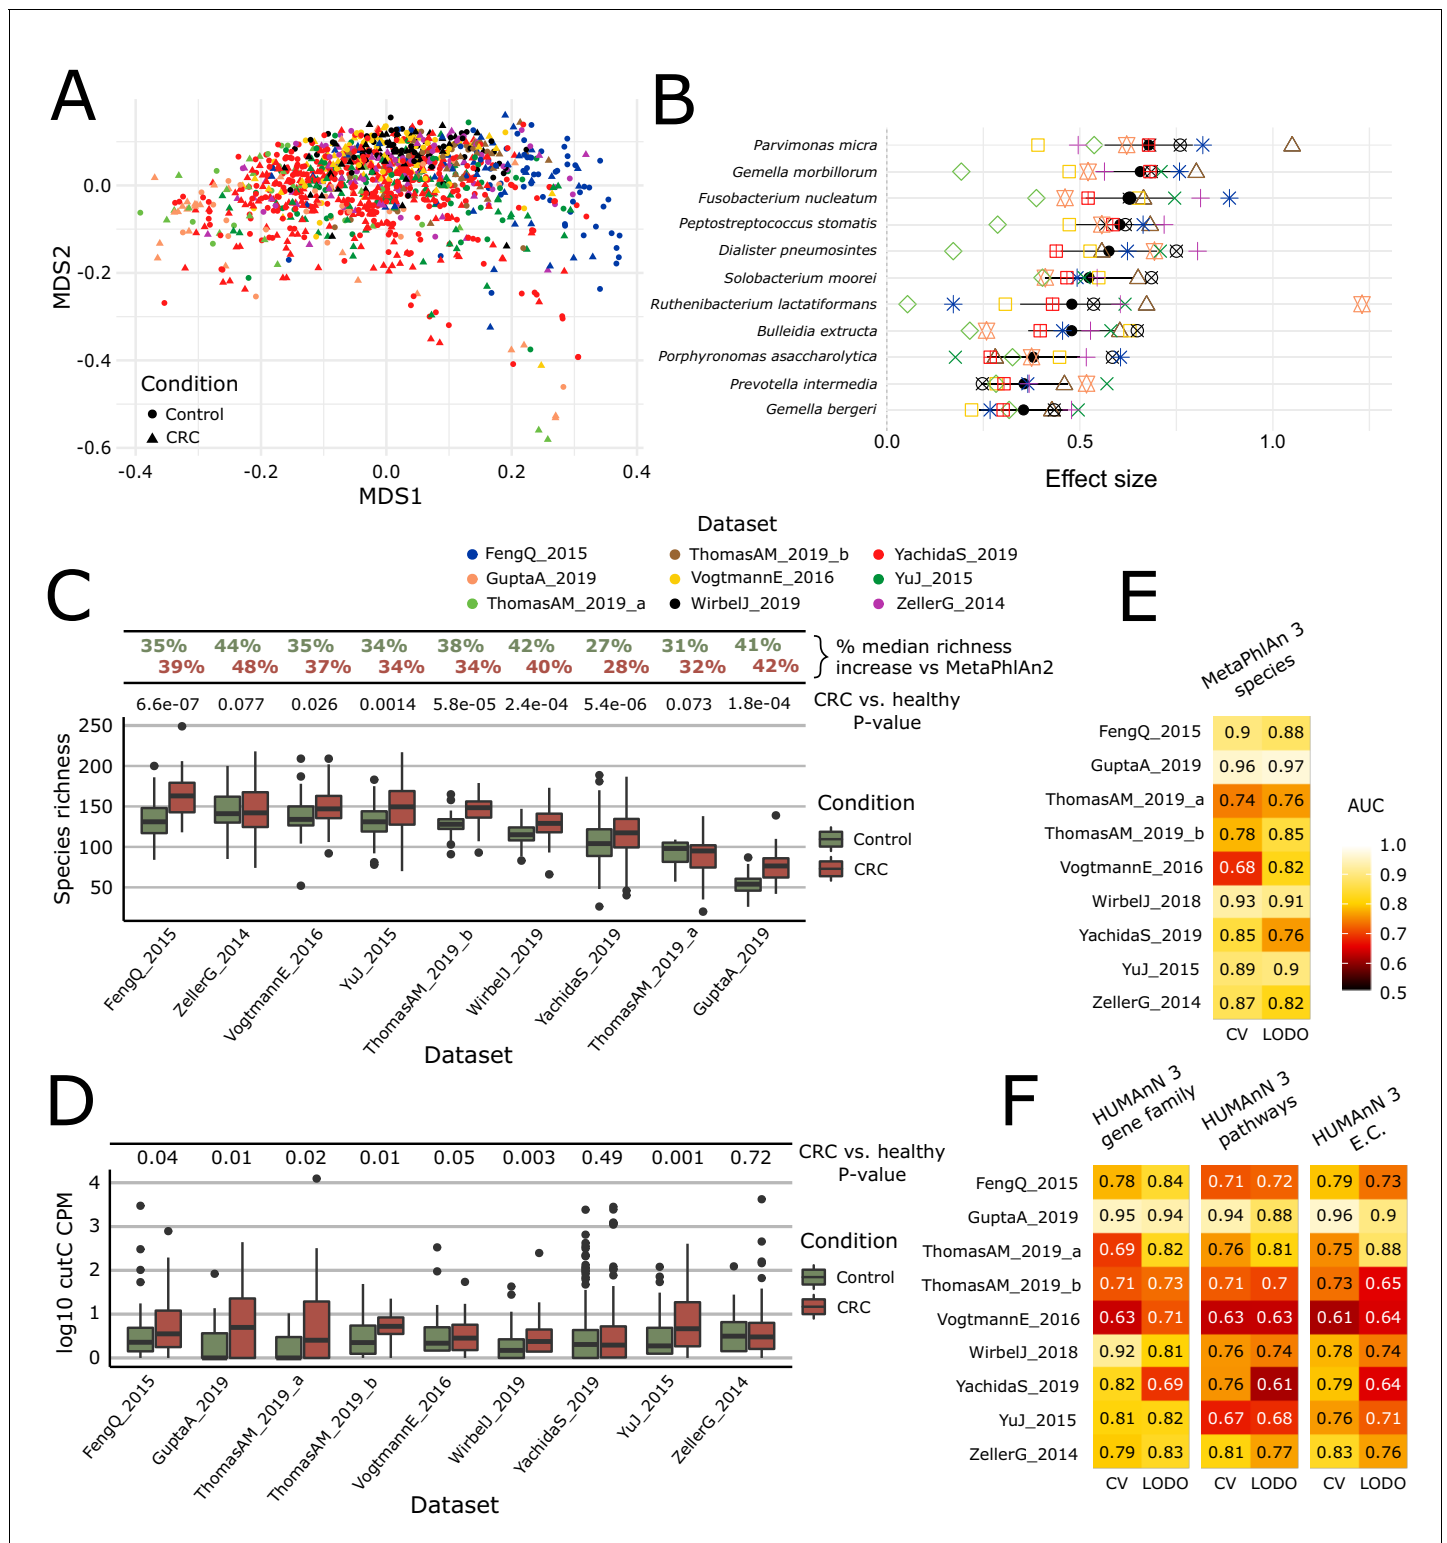 A
0.0
-0.2
-0.4
-0.6
MDS2
Condition
Control
CRC
-0.4 -0.2 0.0 0.2 0.4
MDS1
B
Parvimonas micra
Gemella morbillorum
Fusobacterium nucleatum
Peptostreptococcus stomatis
Dialister pneumosintes
Solobacterium moorei
Ruthenibacterium lactatiformans
Bulleidia extructa
Porphyronomas asaccharolytica
Prevotella intermedia
Gemella bergeri
0.0 0.5 1.0
Effect size
Dataset
FengQ_2015 ThomasAM_2019_b YachidaS_2019
GuptaA_2019 VogtmannE_2016 YuJ_2015
ThomasAM_2019_a WirbelJ_2019 ZellerG_2014
C
35% 44% 35% 34% 38% 42% 27% 31% 41%
39% 48% 37% 34% 34% 40% 28% 32% 42%
% median richness
increase vs MetaPhlAn2
6.6e-07 0.077 0.026 0.0014 5.8e-05 2.4e-04 5.4e-06 0.073 1.8e-04
CRC vs. healthy
P-value
250
200
150
100
50
Species richness
Condition
Control
CRC
FengQ_2015 ZellerG_2014 VogtmannE_2016 YuJ_2015 ThomasAM_2019_b WirbelJ_2019 YachidaS_2019 ThomasAM_2019_a GuptaA_2019
Dataset
D
0.04 0.01 0.02 0.01 0.05 0.003 0.49 0.001 0.72
CRC vs. healthy
P-value
4
3
2
1
0
log10 cutC CPM
Condition
Control
CRC
FengQ_2015 GuptaA_2019 ThomasAM_2019_a ThomasAM_2019_b VogtmannE_2016 WirbelJ_2019 YachidaS_2019 YuJ_2015 ZellerG_2014
Dataset
E
MetaPhlAn 3
species
FengQ_2015 0.9 0.88
GuptaA_2019 0.96 0.97
ThomasAM_2019_a 0.74 0.76
ThomasAM_2019_b 0.78 0.85
VogtmannE_2016 0.68 0.82
WirbelJ_2018 0.93 0.91
YachidaS_2019 0.85 0.76
YuJ_2015 0.89 0.9
ZellerG_2014 0.87 0.82
CV LODO
AUC
1.0
0.9
0.8
0.7
0.6
0.5
F
HUMAnN 3
gene family
HUMAnN 3
pathways
HUMAnN 3
E.C.
FengQ_2015 0.78 0.84 0.71 0.72 0.79 0.73
GuptaA_2019 0.95 0.94 0.94 0.88 0.96 0.9
ThomasAM_2019_a 0.69 0.82 0.76 0.81 0.75 0.88
ThomasAM_2019_b 0.71 0.73 0.71 0.7 0.73 0.65
VogtmannE_2016 0.63 0.71 0.63 0.63 0.61 0.64
WirbelJ_2018 0.92 0.81 0.76 0.74 0.78 0.74
YachidaS_2019 0.82 0.69 0.76 0.61 0.79 0.64
YuJ_2015 0.81 0.82 0.67 0.68 0.76 0.71
ZellerG_2014 0.79 0.83 0.81 0.77 0.83 0.76
CV LODO CV LODO CV LODO